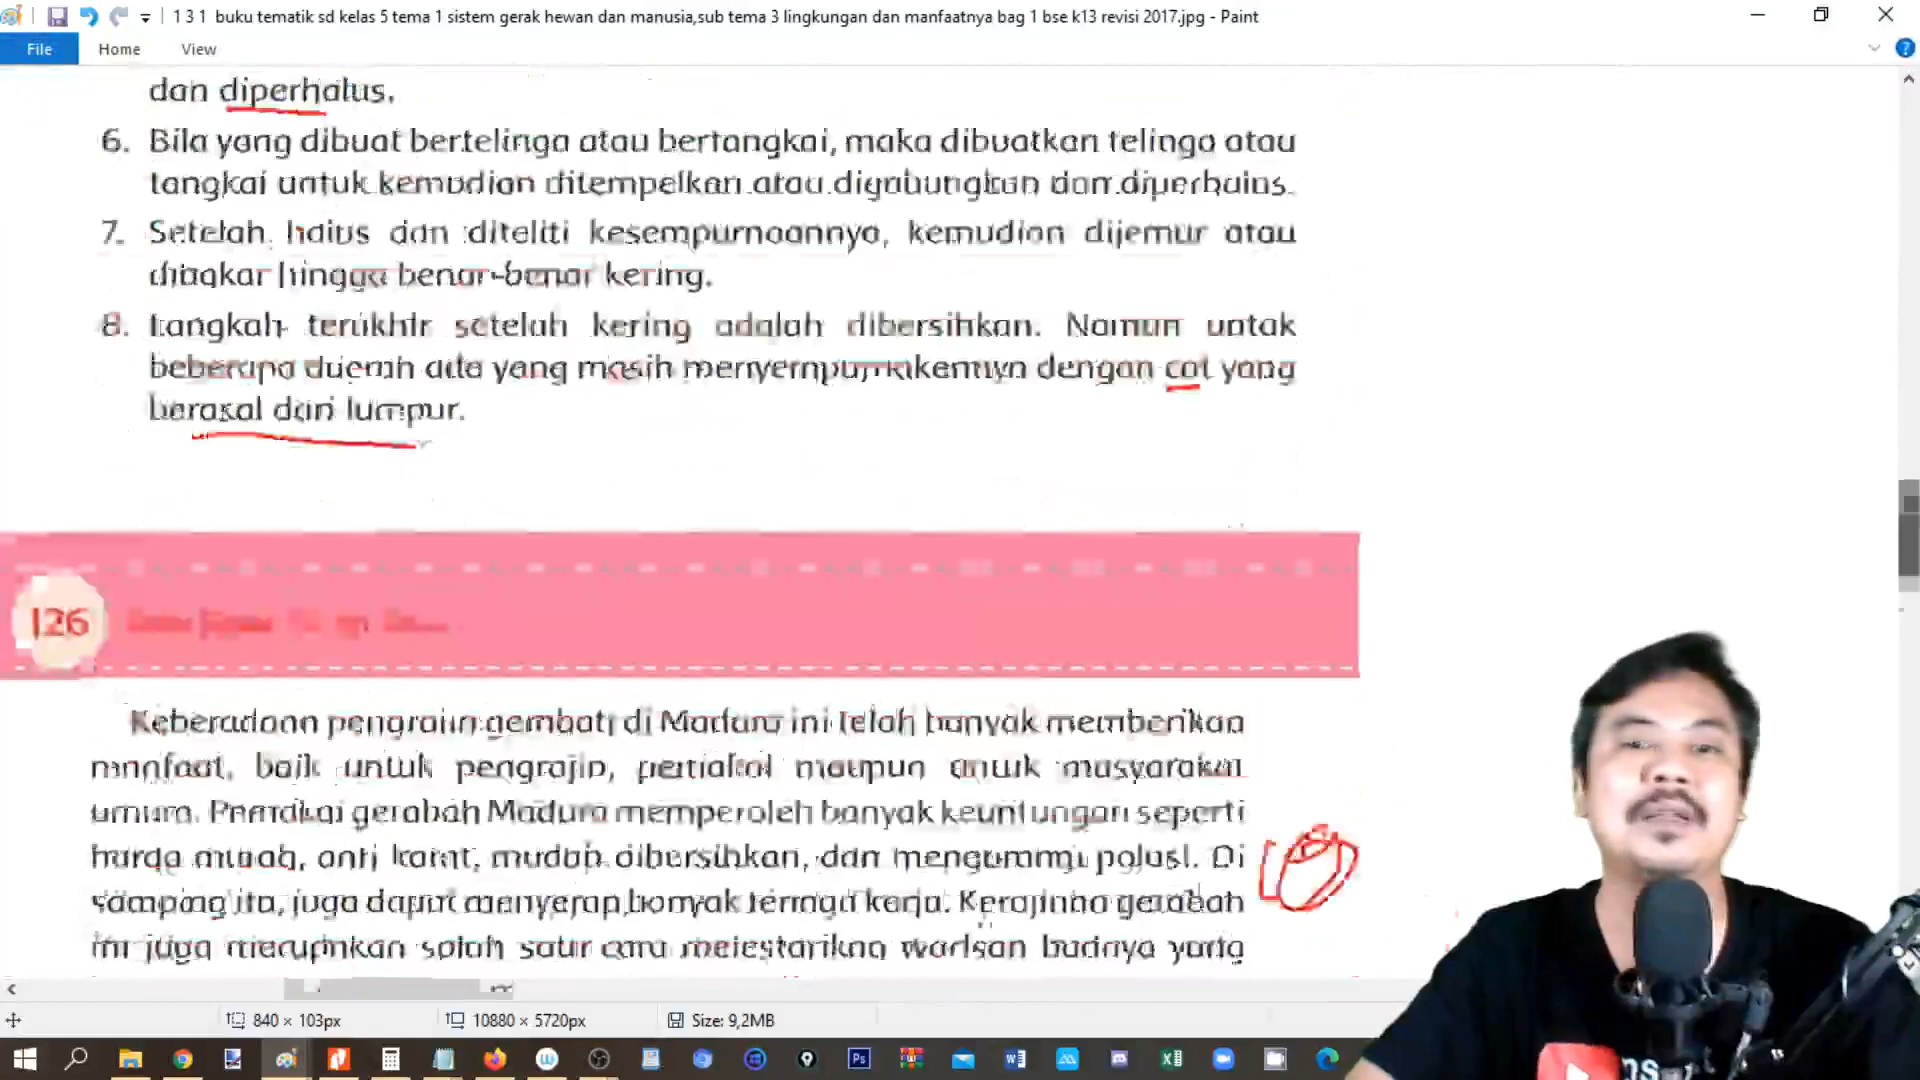 1 3 1 buku tematik sd kelas 5 tema 1 sistem gerak hewan dan manusia,sub tema 3 lingkungan dan manfaatnya bag 1 bse k13 revisi 2017.jpg - Paint
File Home View
dan diperhalus.
6. Bila yang dibuat bertelinga atau bertangkai, maka dibuatkan telinga atau
tangkai untuk kemudian ditempelkan atau digabungkan dan diperhalus.
7. Setelah halus dan diteliti kesempurnaannya, kemudian dijemur atau
dibakar hingga benar-benar kering.
8. Langkah terakhir setelah kering adalah dibersihkan. Namun untuk
beberapa daerah ada yang masih dengan cat yang
berasal dari lumpur.
126
Keberadaan pengrajin gembah di Madura ini telah banyak memberikan
manfaat, baik untuk pengrajin, pemakai maupun untuk masyarakat
umum. Pemakai gerabah Madura memperoleh banyak keuntungan seperti
harga murah, anti karat, mudah dibersihkan, dan mengurangi polusi. Di
samping itu, juga dapat menyerap banyak tenaga kerja. Kerajinan gerabah
ini juga merupakan salah satu cara melestarikan warisan budaya yang
840 × 103px 10880 × 5720px Size: 9,2MB